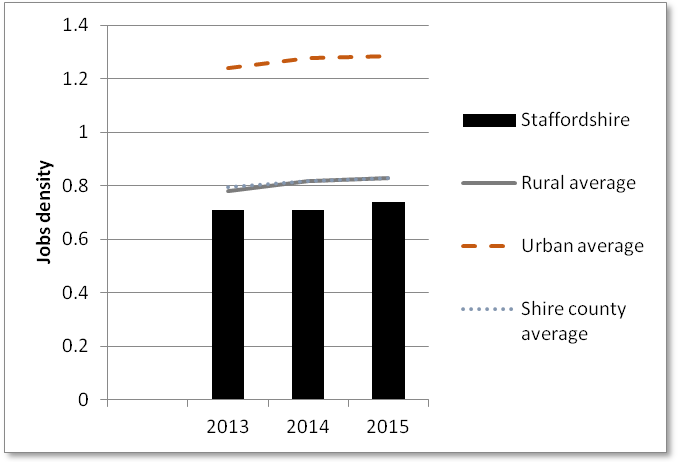 1.4
1.2
1
0.8
0.6
0.4
0.2
0
Jobs density
2013 2014 2015
Staffordshire
Rural average
Urban average
Shire county
average